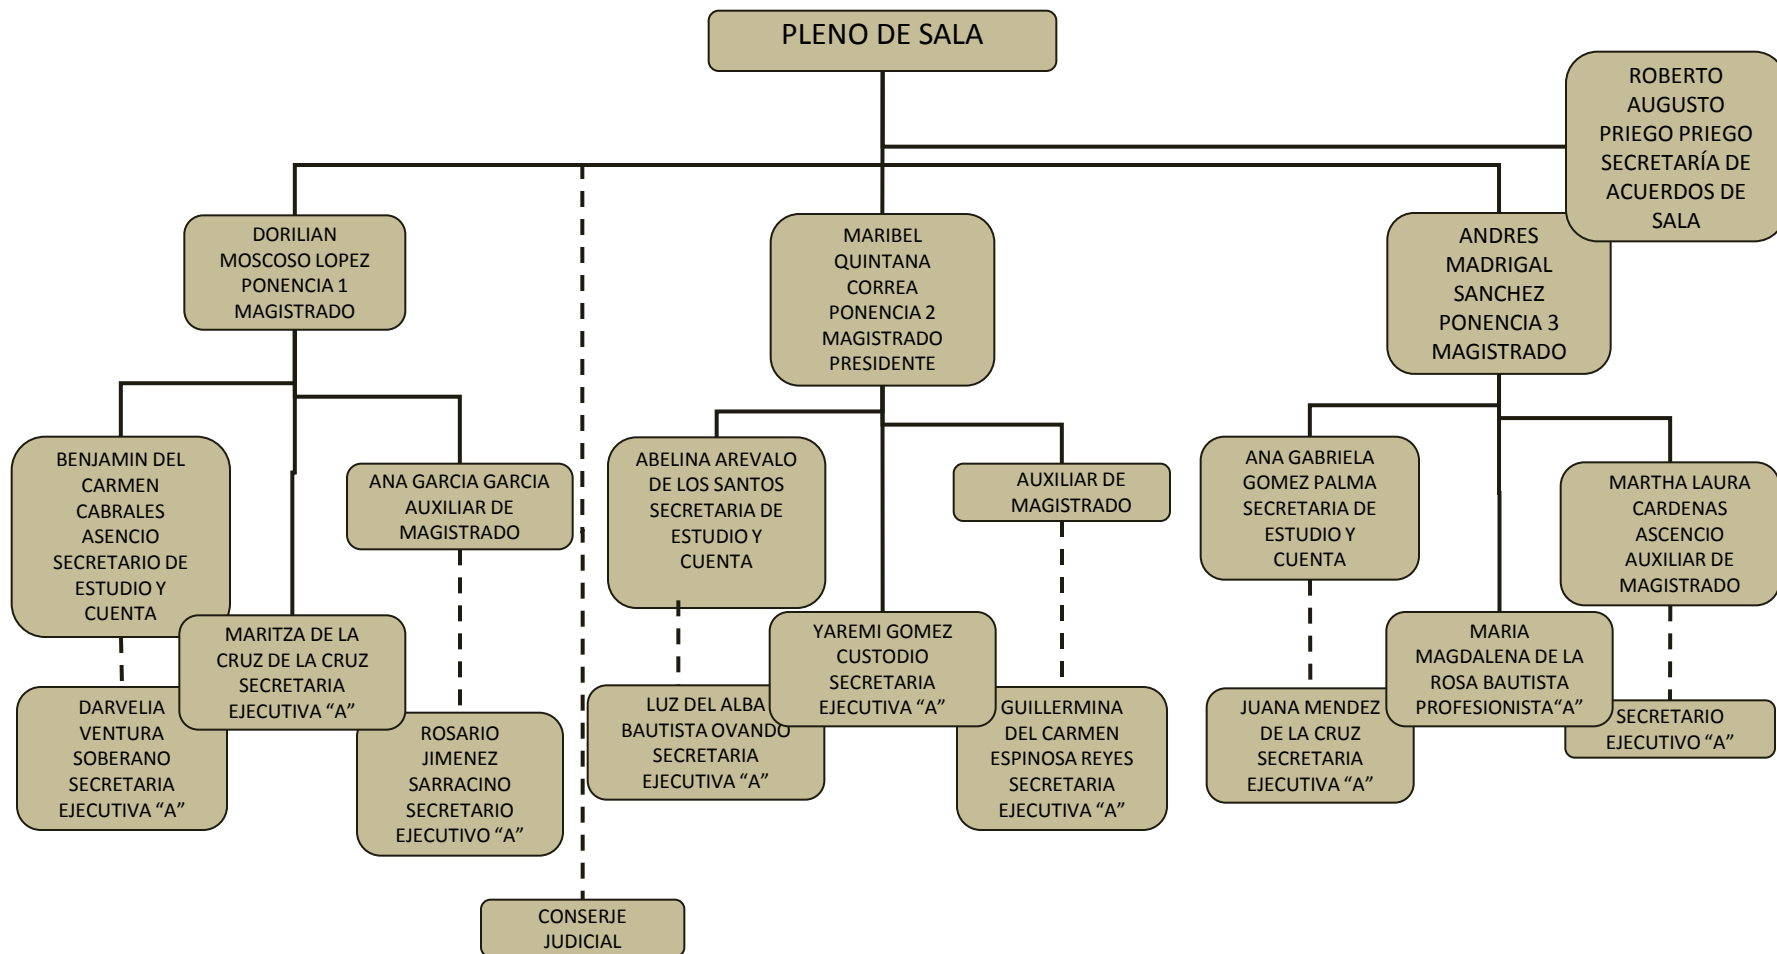 PLENO DE SALA
ROBERTO
AUGUSTO
PRIEGO PRIEGO
SECRETARÍA DE
ACUERDOS DE
SALA
DORILIAN
MOSCOSO LOPEZ
PONENCIA 1
MAGISTRADO
MARIBEL
QUINTANA
CORREA
PONENCIA 2
MAGISTRADO
PRESIDENTE
ANDRES
MADRIGAL
SANCHEZ
PONENCIA 3
MAGISTRADO
BENJAMIN DEL
CARMEN
CABRALES
ASENCIO
SECRETARIO DE
ESTUDIO Y
CUENTA
ANA GARCIA GARCIA
AUXILIAR DE
MAGISTRADO
ABELINA AREVALO
DE LOS SANTOS
SECRETARIA DE
ESTUDIO Y
CUENTA
AUXILIAR DE
MAGISTRADO
ANA GABRIELA
GOMEZ PALMA
SECRETARIA DE
ESTUDIO Y
CUENTA
MARTHA LAURA
CARDENAS
ASCENCIO
AUXILIAR DE
MAGISTRADO
MARITZA DE LA
CRUZ DE LA CRUZ
SECRETARIA
EJECUTIVA “A”
YAREMI GOMEZ
CUSTODIO
SECRETARIA
EJECUTIVA “A”
MARIA
MAGDALENA DE LA
ROSA BAUTISTA
PROFESIONISTA“A”
DARVELIA
VENTURA
SOBERANO
SECRETARIA
EJECUTIVA “A”
ROSARIO
JIMENEZ
SARRACINO
SECRETARIO
EJECUTIVO “A”
LUZ DEL ALBA
BAUTISTA OVANDO
SECRETARIA
EJECUTIVA “A”
GUILLERMINA
DEL CARMEN
ESPINOSA REYES
SECRETARIA
EJECUTIVA “A”
JUANA MENDEZ
DE LA CRUZ
SECRETARIA
EJECUTIVA “A”
SECRETARIO
EJECUTIVO “A”
CONSERJE
JUDICIAL